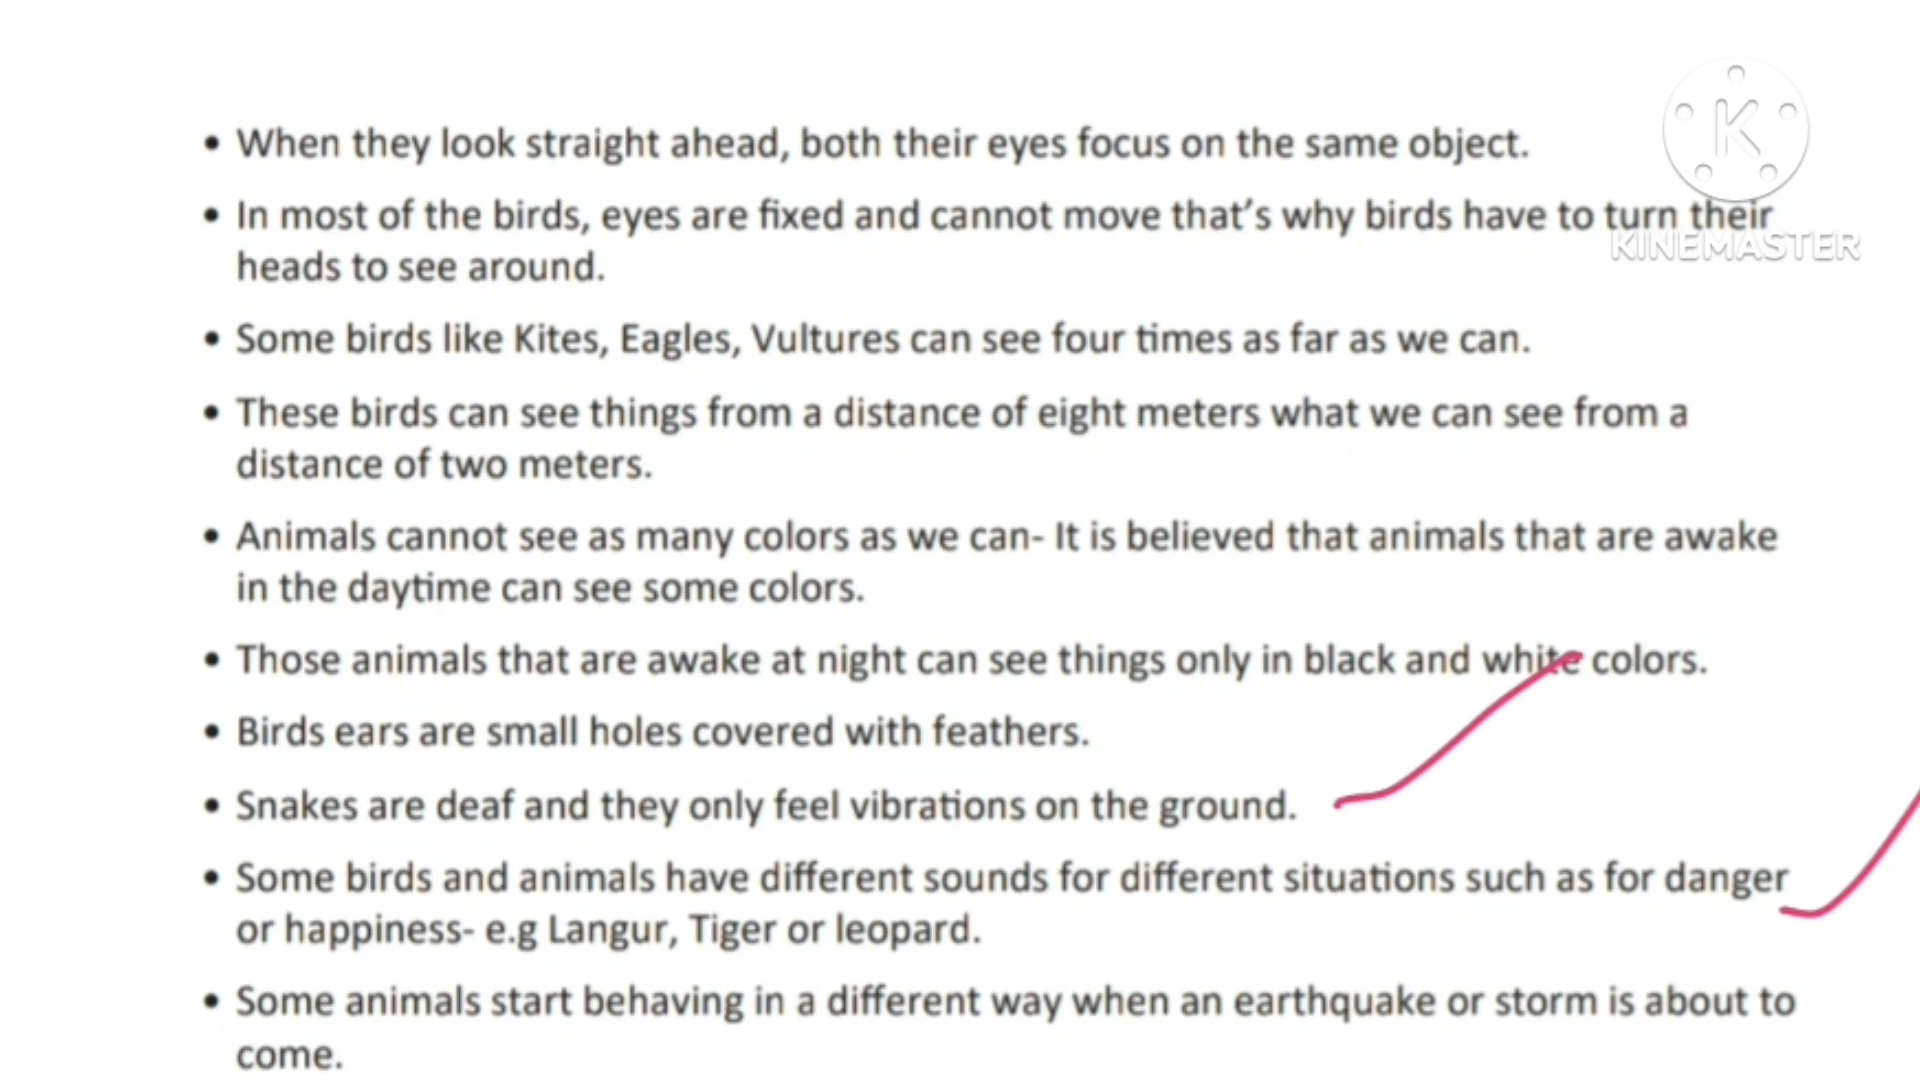 • When they look straight ahead, both their eyes focus on the same object.
• In most of the birds, eyes are fixed and cannot move that's why birds have to turn their
heads to see around.
• Some birds like Kites, Eagles, Vultures can see four times as far as we can.
• These birds can see things from a distance of eight meters what we can see from a
distance of two meters.
• Animals cannot see as many colors as we can- It is believed that animals that are awake
in the daytime can see some colors.
• Those animals that are awake at night can see things only in black and white colors.
• Birds ears are small holes covered with feathers.
• Snakes are deaf and they only feel vibrations on the ground.
• Some birds and animals have different sounds for different situations such as for danger
or happiness- e.g Langur, Tiger or leopard.
• Some animals start behaving in a different way when an earthquake or storm is about to
come.
K
KINEMASTER